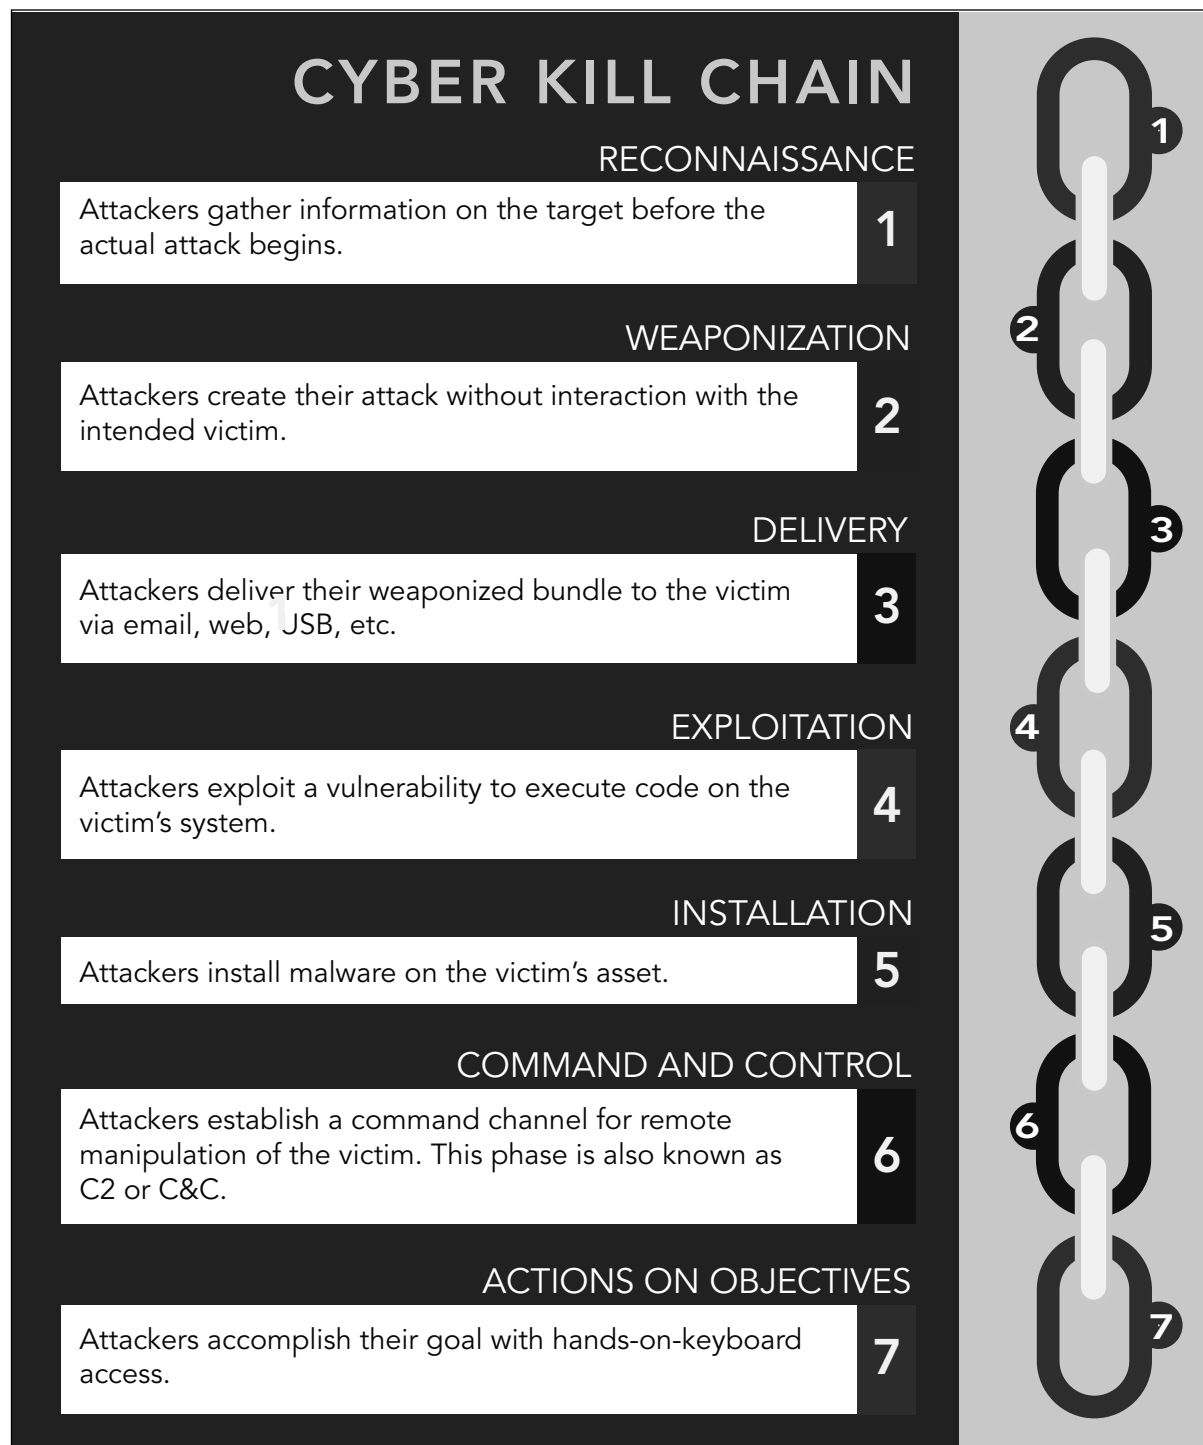 CYBER KILL CHAIN
RECONNAISSANCE
Attackers gather information on the target before the
actual attack begins.
1
WEAPONIZATION
Attackers create their attack without interaction with the
intended victim.
2
DELIVERY
Attackers deliver their weaponized bundle to the victim
via email, web, USB, etc.
1
3
EXPLOITATION
Attackers exploit a vulnerability to execute code on the
victim’s system.
4
INSTALLATION
Attackers install malware on the victim’s asset.
5
COMMAND AND CONTROL
Attackers establish a command channel for remote
manipulation of the victim. This phase is also known as
C2 or C&C.
6
ACTIONS ON OBJECTIVES
Attackers accomplish their goal with hands-on-keyboard
access.
7
1
2
3
4
5
6
7